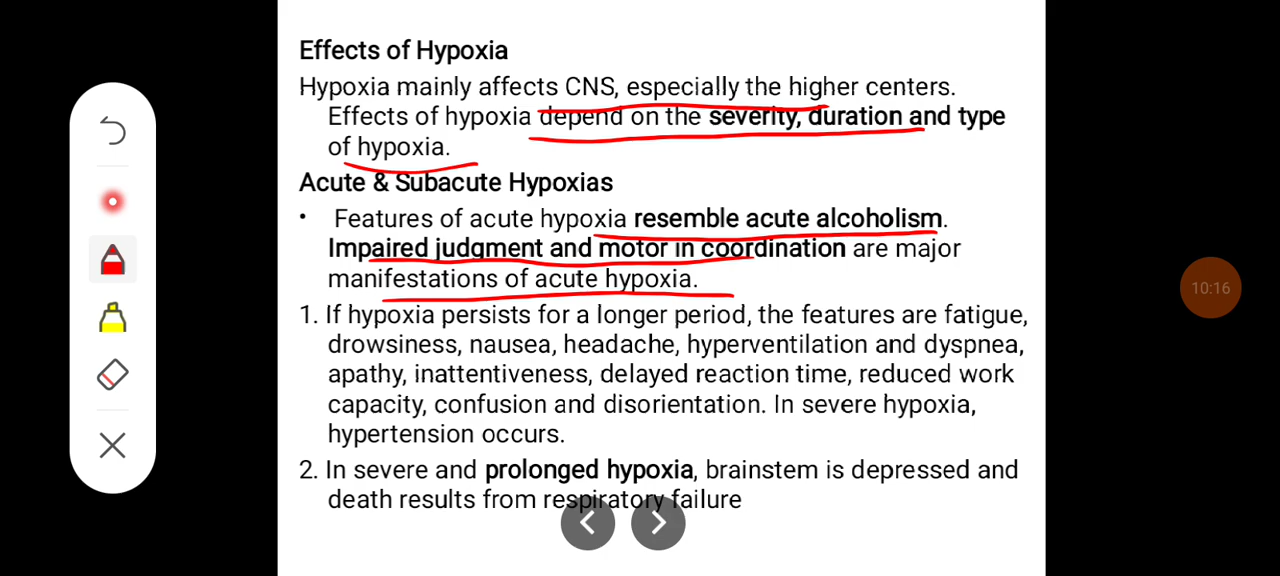 Effects of Hypoxia
Hypoxia mainly affects CNS, especially the higher centers.
Effects of hypoxia depend on the severity, duration and type
of hypoxia.
Acute & Subacute Hypoxias
• Features of acute hypoxia resemble acute alcoholism.
Impaired judgment and motor in coordination are major
manifestations of acute hypoxia.
1. If hypoxia persists for a longer period, the features are fatigue,
drowsiness, nausea, headache, hyperventilation and dyspnea,
apathy, inattentiveness, delayed reaction time, reduced work
capacity, confusion and disorientation. In severe hypoxia,
hypertension occurs.
2. In severe and prolonged hypoxia, brainstem is depressed and
death results from respiratory failure
10:16